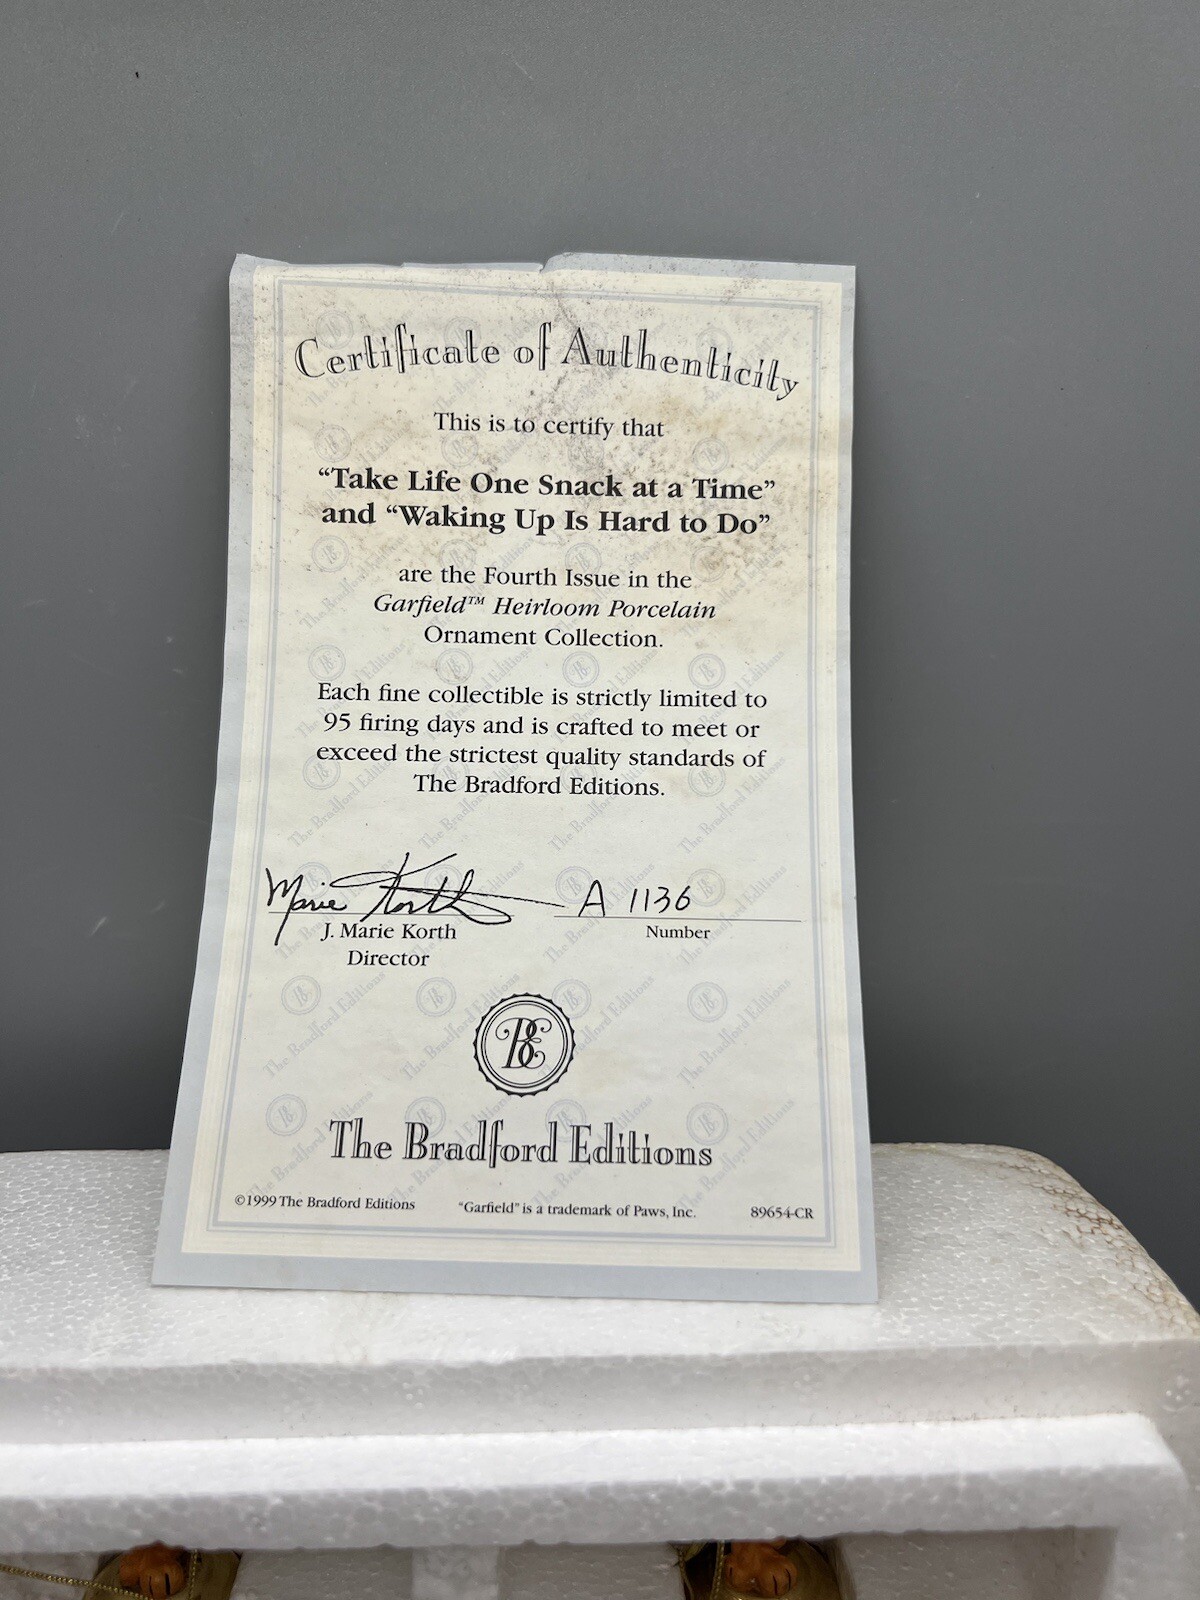 Certificate of Authenticity
This is to certify that
“Take Life One Snack at a Time”
and “Waking Up Is Hard to Do”
are the Fourth Issue in the
Garfield™ Heirloom Porcelain
Ornament Collection.
Each fine collectible is strictly limited to
95 firing days and is crafted to meet or
exceed the strictest quality standards of
The Bradford Editions.
Marie Korth A 1136
J. Marie Korth Number
Director
BE
The Bradford Editions
©1999 The Bradford Editions “Garfield” is a trademark of Paws, Inc. 89654-CR